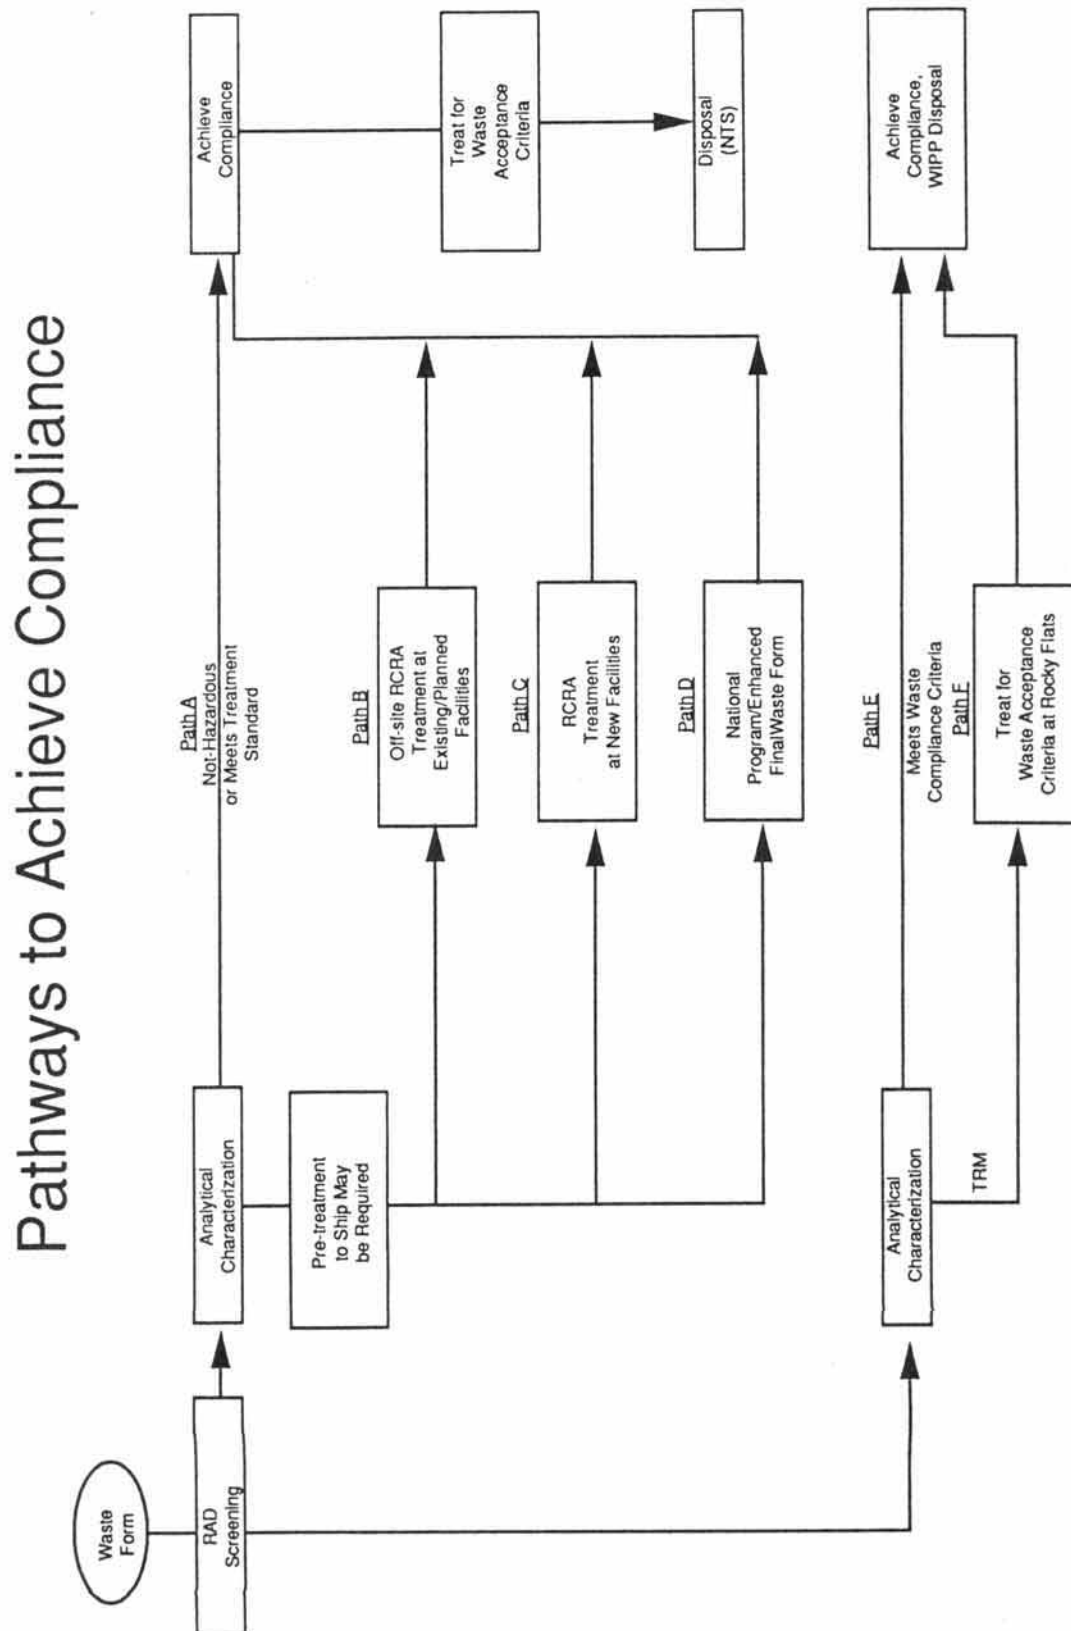 Pathways to Achieve Compliance
Waste
Form
RAD
Screening
Analytical
Characterization
Pre-treatment
to Ship May
be Required
Path A
Not-Hazardous
or Meets Treatment
Standard
Path B
Off-site RCRA
Treatment at
Existing/Planned
Facilities
Path C
RCRA
Treatment
at New Facilities
Path D
National
Program/Enhanced
FinalWaste Form
Achieve
Compliance
Treat for
Waste
Acceptance
Criteria
Disposal
(NTS)
Analytical
Characterization
TRM
Path E
Meets Waste
Compliance Criteria
Path F
Treat for
Waste Acceptance
Criteria at Rocky Flats
Achieve
Compliance,
WIPP Disposal